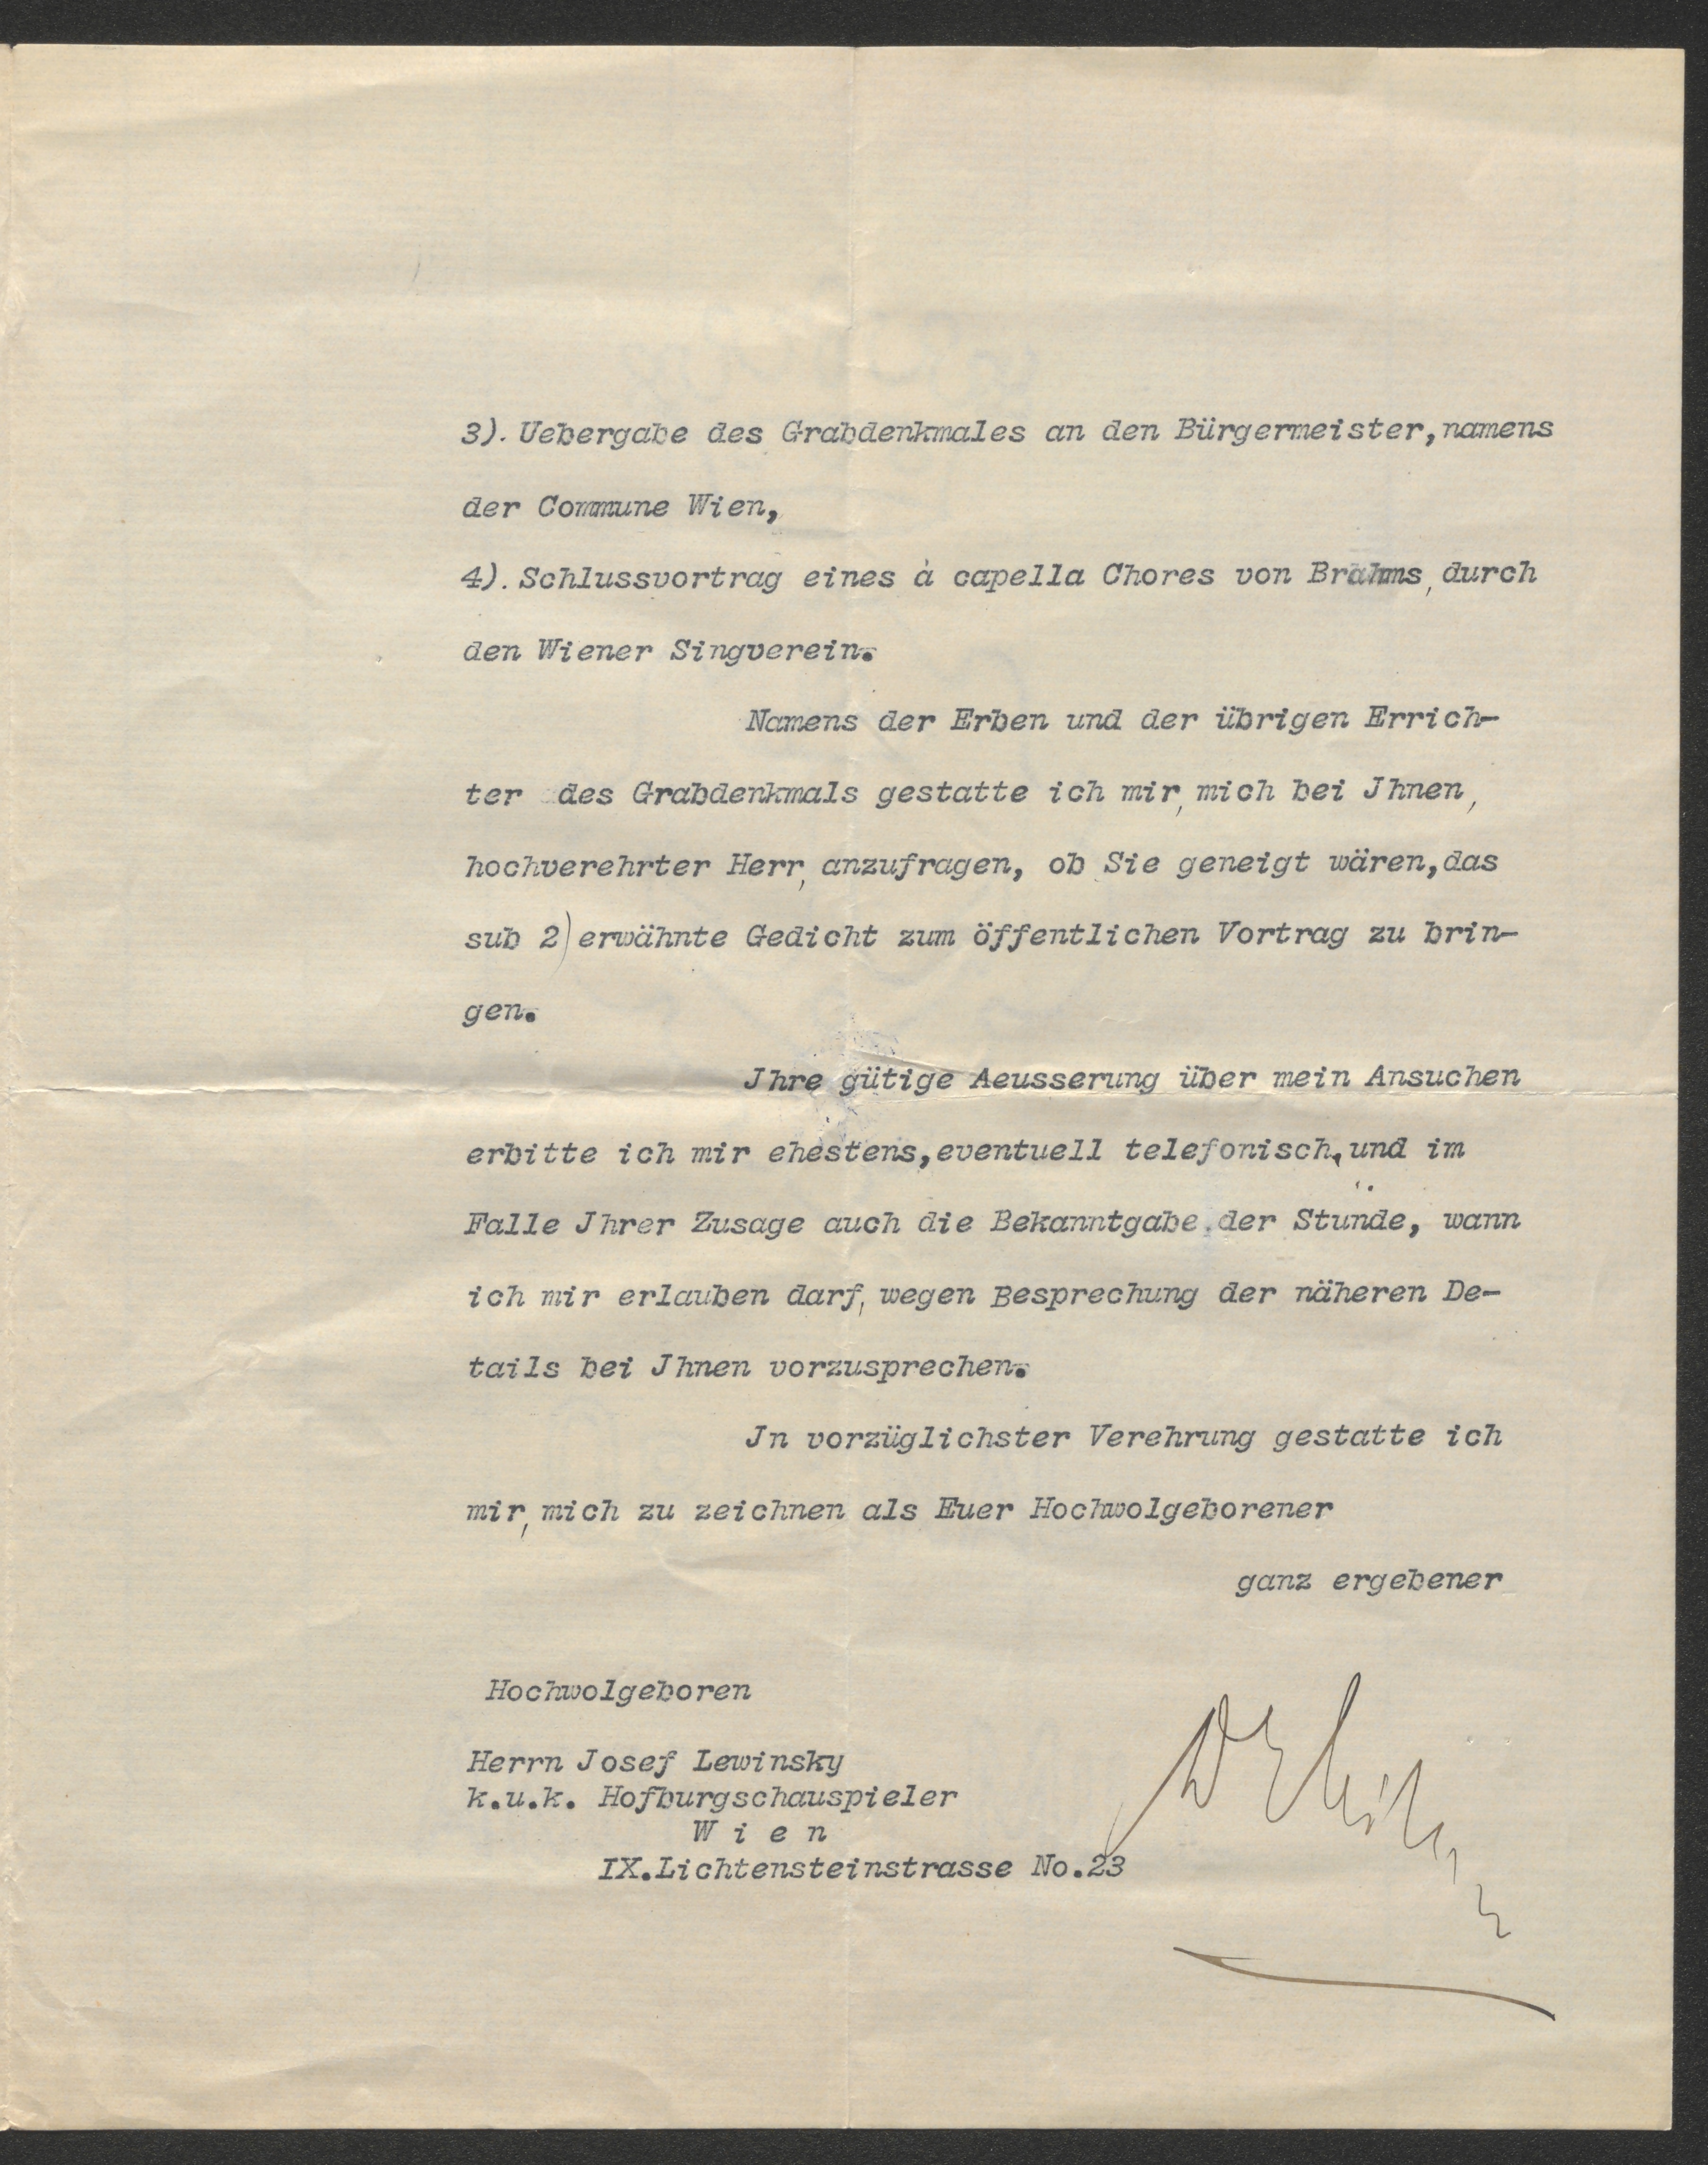 3). Uebergabe des Grabdenkmales an den Bürgermeister, namens
der Commune Wien,
4). Schlussvortrag eines à capella Chores von Brahms, durch
den Wiener Singverein.
Namens der Erben und der übrigen Errich-
ter des Grabdenkmals gestatte ich mir, mich bei Jhnen,
hochverehrter Herr, anzufragen, ob Sie geneigt wären, das
sub 2) erwähnte Gedicht zum öffentlichen Vortrag zu brin-
gen.
Jhre gütige Aeusserung über mein Ansuchen
erbitte ich mir ehestens, eventuell telefonisch, und im
Falle Jhrer Zusage auch die Bekanntgabe der Stunde, wann
ich mir erlauben darf, wegen Besprechung der näheren De-
tails bei Jhnen vorzusprechen.
Jn vorzüglichster Verehrung gestatte ich
mir, mich zu zeichnen als Euer Hochwolgeborener
ganz ergebener
Hochwolgeboren
Herrn Josef Lewinsky
k.u.k. Hofburgschauspieler
W i e n
IX. Lichtensteinstrasse No. 23